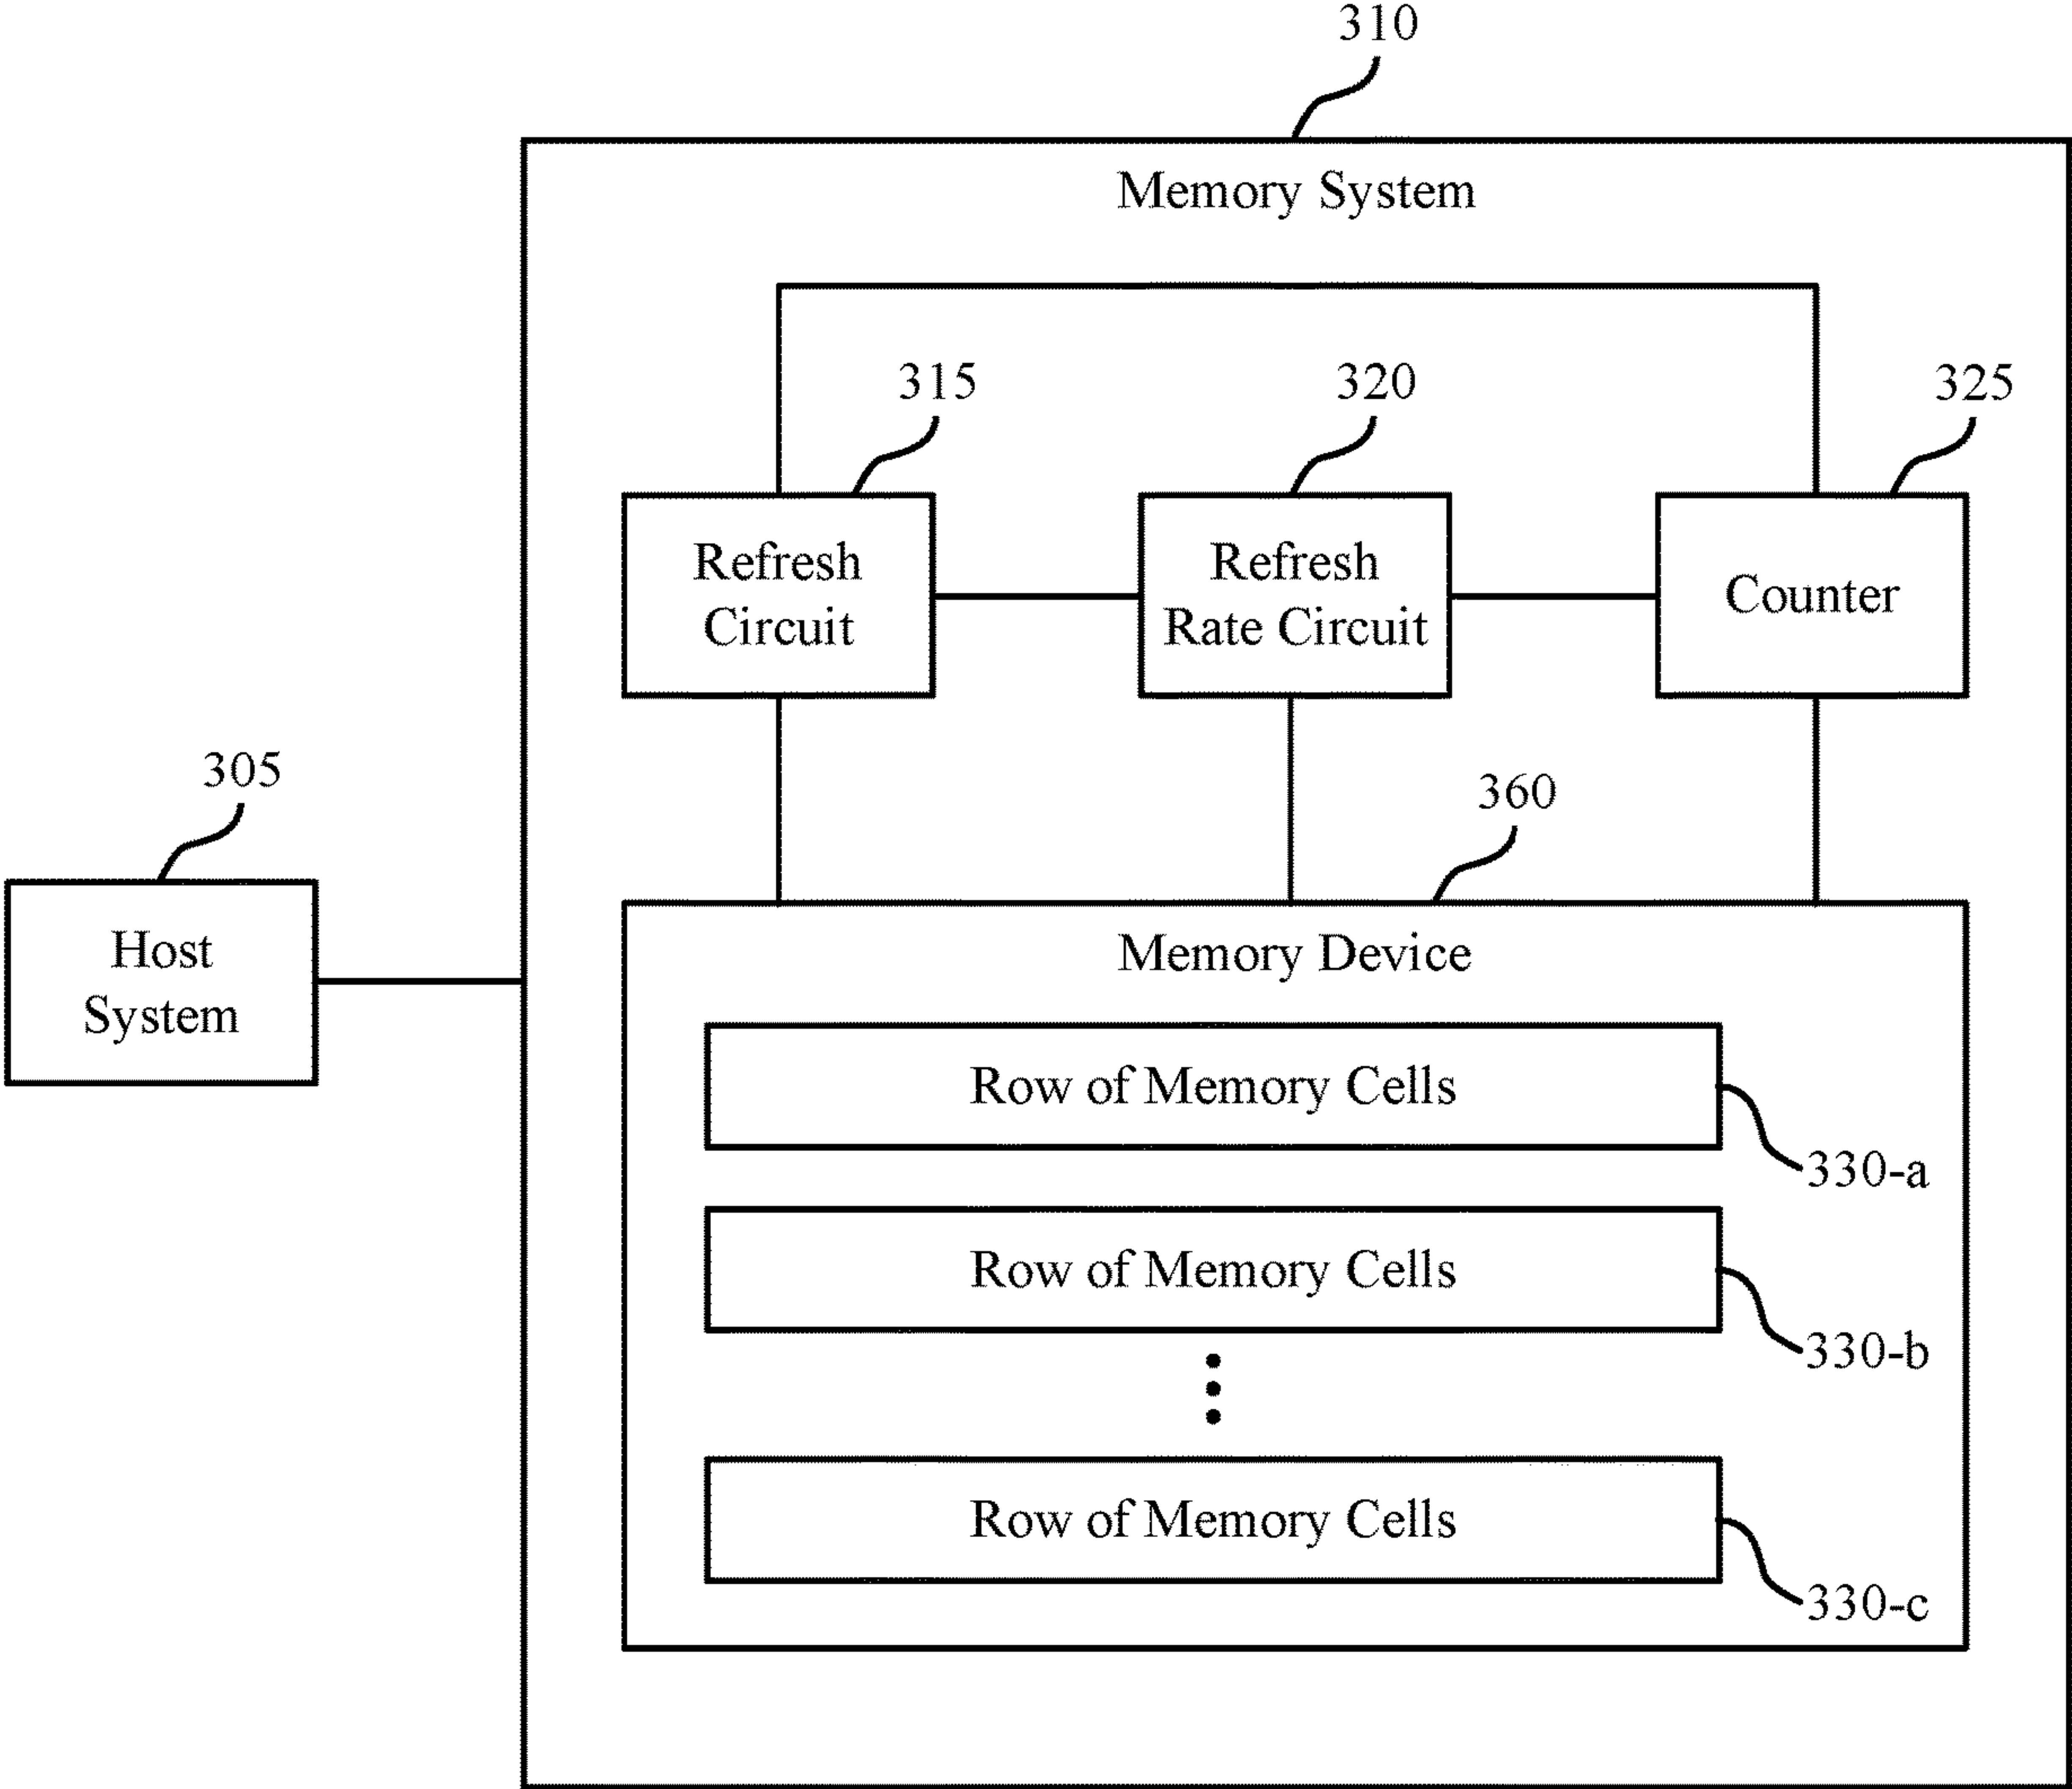 310
Memory System
315
320
325
Refresh
Circuit
Refresh
Rate Circuit
Counter
305
360
Host
System
Memory Device
Row of Memory Cells
330-a
Row of Memory Cells
330-b
Row of Memory Cells
330-c